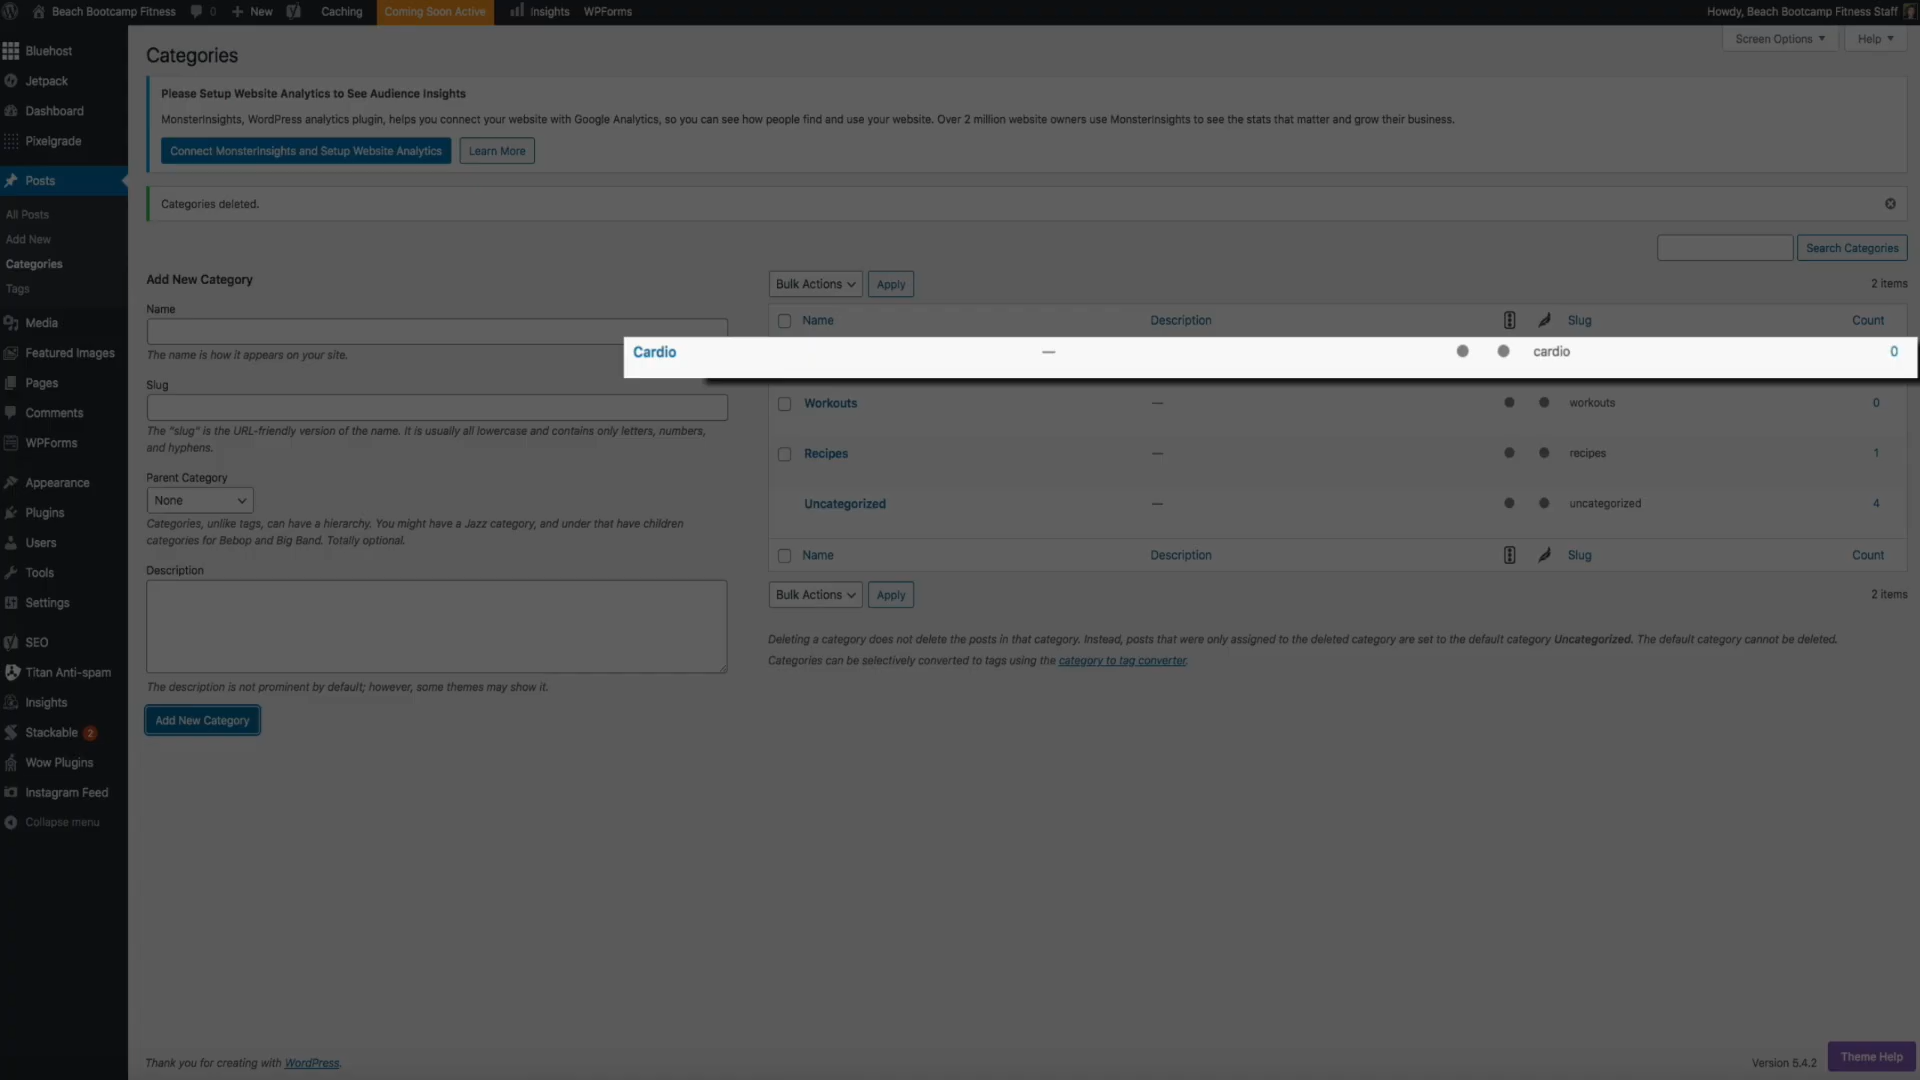 Beach Bootcamp Fitness 0 New Caching Coming Soon Active Insights WPForms Howdy, Beach Bootcamp Fitness Staff
Screen Options Help
Bluehost
Jetpack
Dashboard
Pixelgrade
Posts
All Posts
Add New
Categories
Tags
Media
Featured Images
Pages
Comments
WPForms
Appearance
Plugins
Users
Tools
Settings
SEO
Titan Anti-spam
Insights
Stackable 2
Wow Plugins
Instagram Feed
Collapse menu
Categories
Please Setup Website Analytics to See Audience Insights
MonsterInsights, WordPress analytics plugin, helps you connect your website with Google Analytics, so you can see how people find and use your website. Over 2 million website owners use MonsterInsights to see the stats that matter and grow their business.
Connect MonsterInsights and Setup Website Analytics Learn More
Categories deleted.
Search Categories
Add New Category
Name
The name is how it appears on your site.
Slug
The "slug" is the URL-friendly version of the name. It is usually all lowercase and contains only letters, numbers,
and hyphens.
Parent Category
None
Categories, unlike tags, can have a hierarchy. You might have a Jazz category, and under that have children
categories for Bebop and Big Band. Totally optional.
Description
The description is not prominent by default; however, some themes may show it.
Add New Category
Bulk Actions Apply 2 items
Name Description Slug Count
Cardio — cardio 0
Workouts — workouts 0
Recipes — recipes 1
Uncategorized — uncategorized 4
Name Description Slug Count
Bulk Actions Apply 2 items
Deleting a category does not delete the posts in that category. Instead, posts that were only assigned to the deleted category are set to the default category Uncategorized. The default category cannot be deleted.
Categories can be selectively converted to tags using the category to tag converter.
Thank you for creating with WordPress. Version 5.4.2 Theme Help